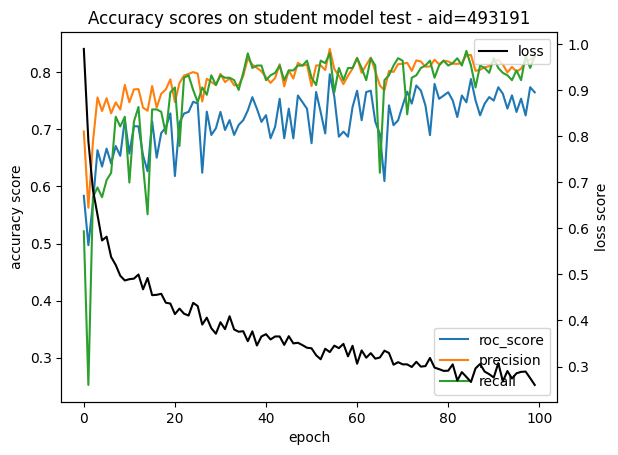 Accuracy scores on student model test - aid=493191
accuracy score
0.8
0.7
0.6
0.5
0.4
0.3
loss
1.0
0.9
0.8
0.7
0.6
0.5
0.4
0.3
loss score
roc_score
precision
recall
0
20
40
60
80
100
epoch